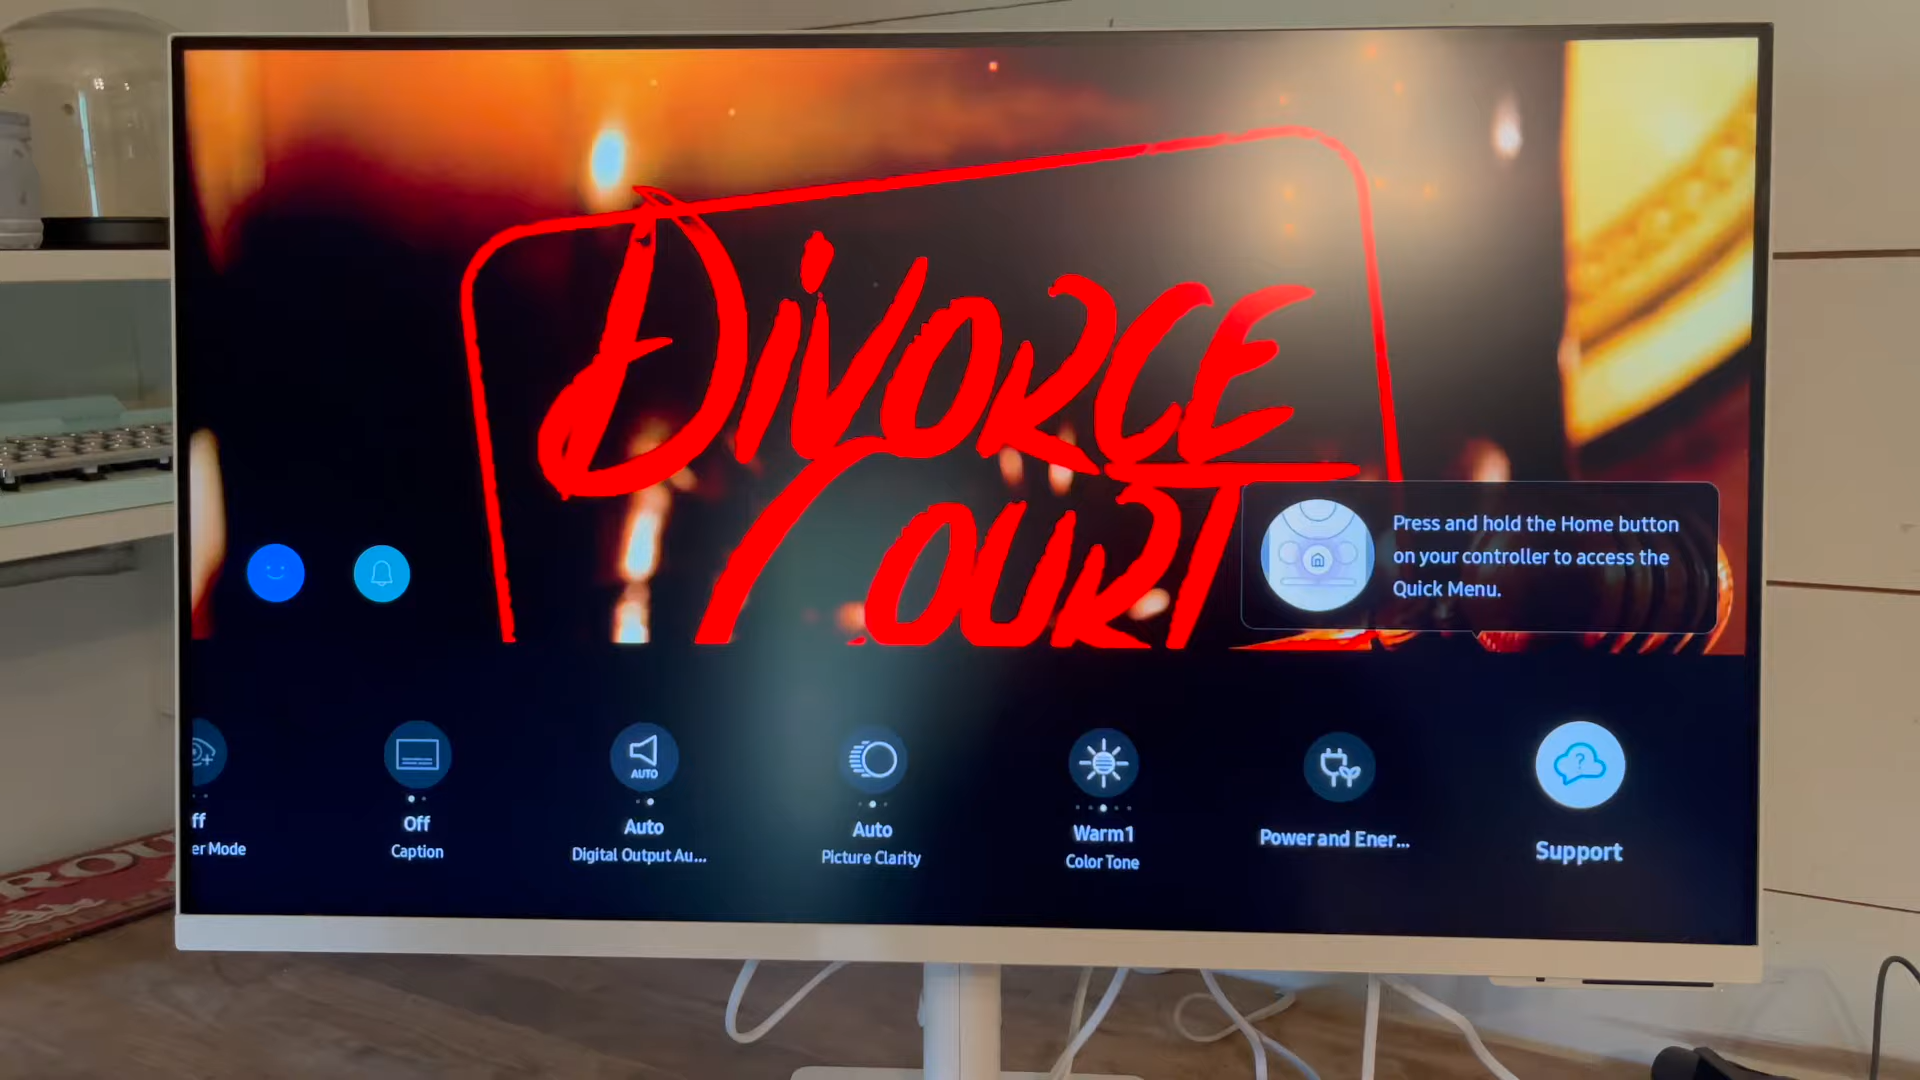 DIVORCE
COURT
Press and hold the Home button
on your controller to access the
Quick Menu.
AUTO
ff
er Mode
Off
Caption
Auto
Digital Output Au...
Auto
Picture Clarity
Warm1
Color Tone
Power and Ener...
?
Support